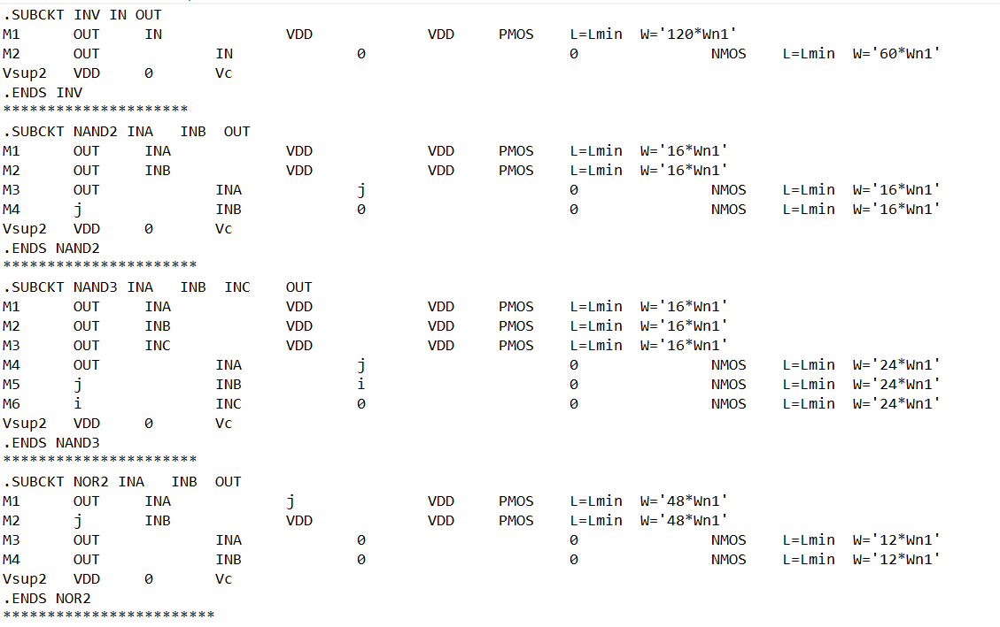 .SUBCKT INV IN OUT
M1 OUT IN VDD VDD PMOS L=Lmin W='120*Wn1'
M2 OUT IN 0 0 NMOS L=Lmin W='60*Wn1'
Vsup2 VDD 0 Vc
.ENDS INV
*********************
.SUBCKT NAND2 INA INB OUT
M1 OUT INA VDD VDD PMOS L=Lmin W='16*Wn1'
M2 OUT INB VDD VDD PMOS L=Lmin W='16*Wn1'
M3 OUT INA j 0 NMOS L=Lmin W='16*Wn1'
M4 j INB 0 0 NMOS L=Lmin W='16*Wn1'
Vsup2 VDD 0 Vc
.ENDS NAND2
**********************
.SUBCKT NAND3 INA INB INC OUT
M1 OUT INA VDD VDD PMOS L=Lmin W='16*Wn1'
M2 OUT INB VDD VDD PMOS L=Lmin W='16*Wn1'
M3 OUT INC VDD VDD PMOS L=Lmin W='16*Wn1'
M4 OUT INA j 0 NMOS L=Lmin W='24*Wn1'
M5 j INB i 0 NMOS L=Lmin W='24*Wn1'
M6 i INC 0 0 NMOS L=Lmin W='24*Wn1'
Vsup2 VDD 0 Vc
.ENDS NAND3
**********************
.SUBCKT NOR2 INA INB OUT
M1 OUT INA j VDD PMOS L=Lmin W='48*Wn1'
M2 j INB VDD VDD PMOS L=Lmin W='48*Wn1'
M3 OUT INA 0 0 NMOS L=Lmin W='12*Wn1'
M4 OUT INB 0 0 NMOS L=Lmin W='12*Wn1'
Vsup2 VDD 0 Vc
.ENDS NOR2
************************